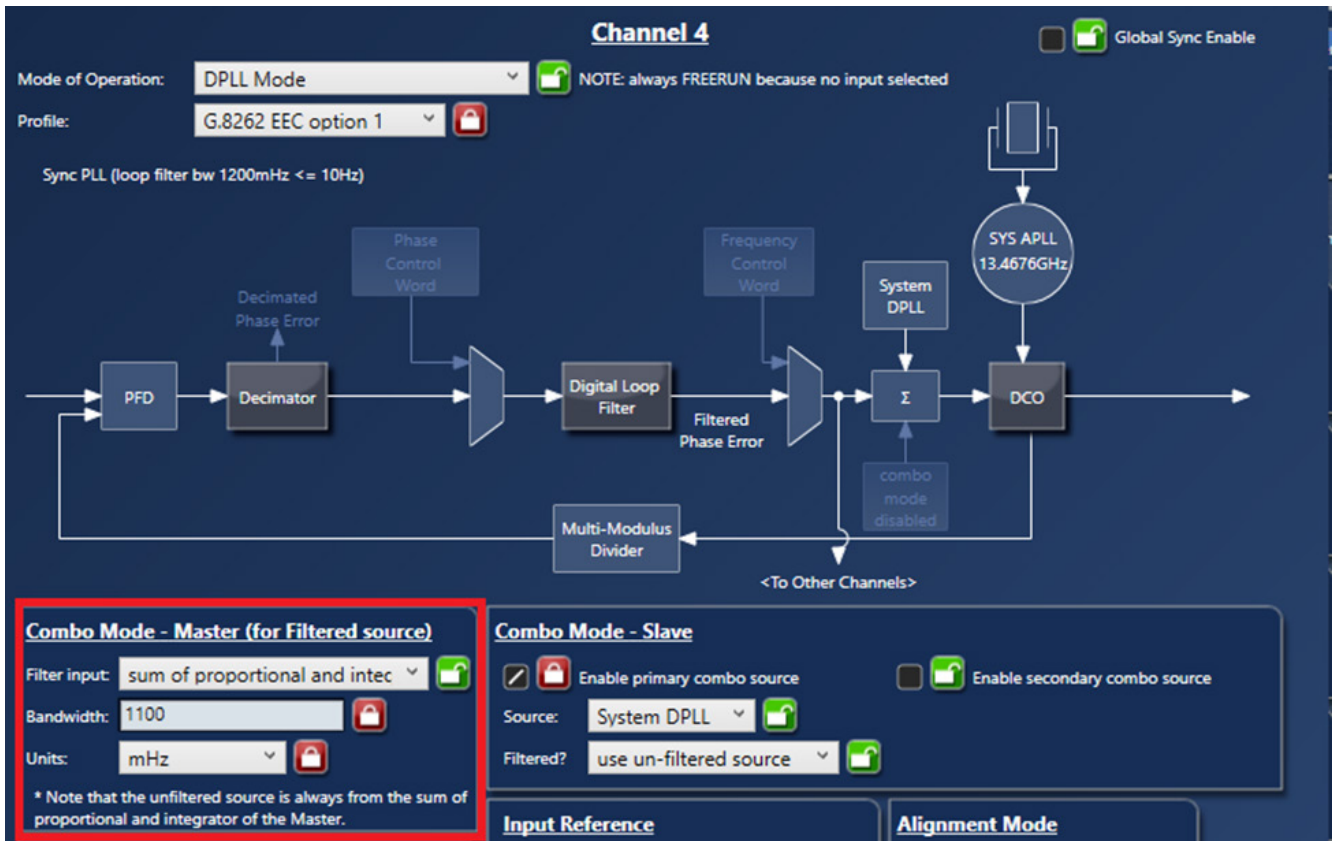 Channel 4
Global Sync Enable
Mode of Operation:
DPLL Mode
NOTE: always FREERUN because no input selected
Profile:
G.8262 EEC option 1
Sync PLL (loop filter bw 1200mHz <= 10Hz)
Phase
Control
Word
Frequency
Control
Word
SYS APLL
13.4676GHz
System
DPLL
Decimated
Phase Error
PFD
Decimator
Digital Loop
Filter
Filtered
Phase Error
Σ
DCO
combo
mode
disabled
Multi-Modulus
Divider
<To Other Channels>
Combo Mode - Master (for Filtered source)
Filter input:
sum of proportional and intec
Bandwidth:
1100
Units:
mHz
* Note that the unfiltered source is always from the sum of
proportional and integrator of the Master.
Combo Mode - Slave
Enable primary combo source
Enable secondary combo source
Source:
System DPLL
Filtered?
use un-filtered source
Input Reference
Alignment Mode